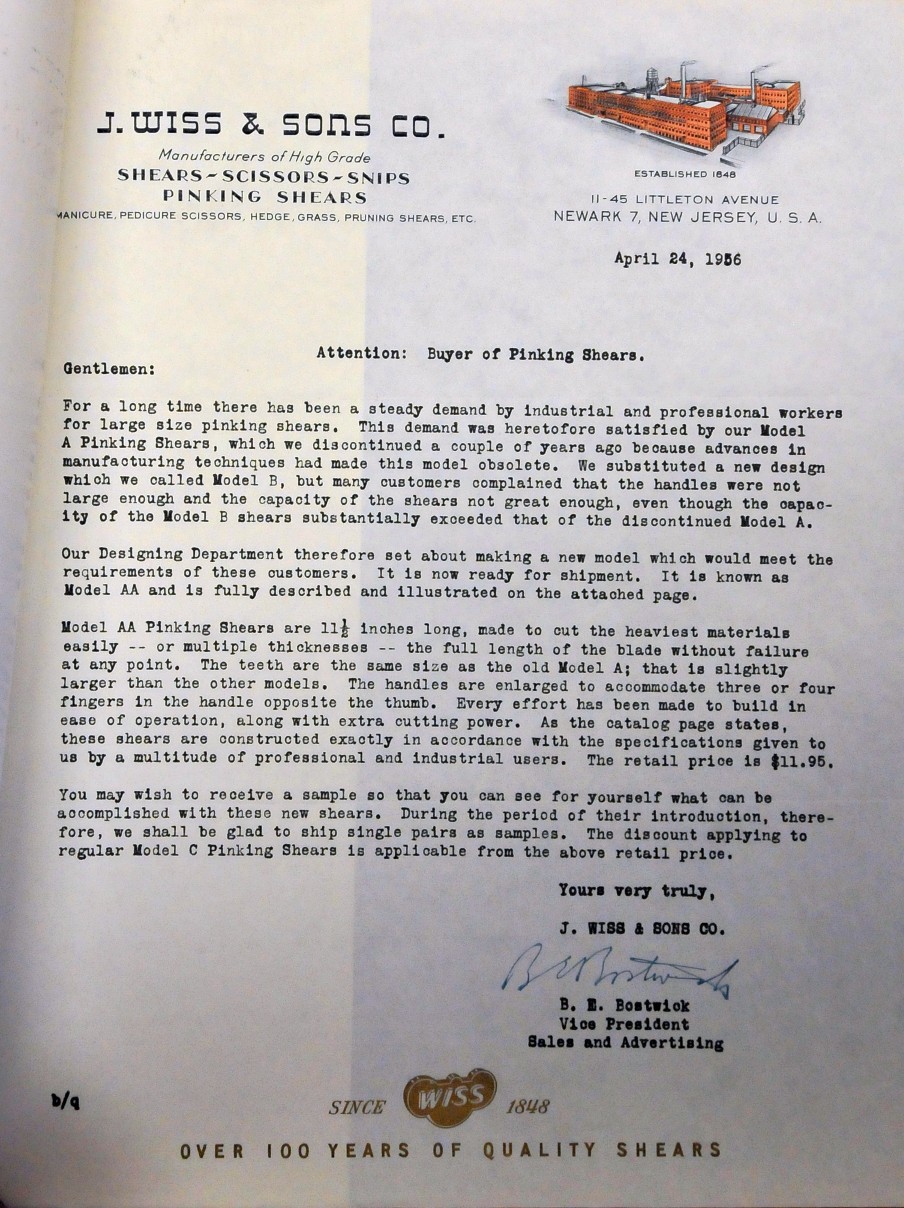 J. WISS & SONS CO.
Manufacturers of High Grade
SHEARS-SCISSORS-SNIPS
PINKING SHEARS
MANICURE, PEDICURE SCISSORS, HEDGE, GRASS, PRUNING SHEARS, ETC.
ESTABLISHED 1848
11-45 LITTLETON AVENUE
NEWARK 7, NEW JERSEY, U. S. A.
April 24, 1956
Attention: Buyer of Pinking Shears.
Gentlemen:
For a long time there has been a steady demand by industrial and professional workers
for large size pinking shears. This demand was heretofore satisfied by our Model
A Pinking Shears, which we discontinued a couple of years ago because advances in
manufacturing techniques had made this model obsolete. We substituted a new design
which we called Model B, but many customers complained that the handles were not
large enough and the capacity of the shears not great enough, even though the capac-
ity of the Model B shears substantially exceeded that of the discontinued Model A.
Our Designing Department therefore set about making a new model which would meet the
requirements of these customers. It is now ready for shipment. It is known as
Model AA and is fully described and illustrated on the attached page.
Model AA Pinking Shears are 11½ inches long, made to cut the heaviest materials
easily -- or multiple thicknesses -- the full length of the blade without failure
at any point. The teeth are the same size as the old Model A; that is slightly
larger than the other models. The handles are enlarged to accommodate three or four
fingers in the handle opposite the thumb. Every effort has been made to build in
ease of operation, along with extra cutting power. As the catalog page states,
these shears are constructed exactly in accordance with the specifications given to
us by a multitude of professional and industrial users. The retail price is $11.95.
You may wish to receive a sample so that you can see for yourself what can be
accomplished with these new shears. During the period of their introduction, there-
fore, we shall be glad to ship single pairs as samples. The discount applying to
regular Model C Pinking Shears is applicable from the above retail price.
Yours very truly,
J. WISS & SONS CO.
B E Bostwick
B. E. Bostwick
Vice President
Sales and Advertising
b/q
SINCE WISS 1848
OVER 100 YEARS OF QUALITY SHEARS